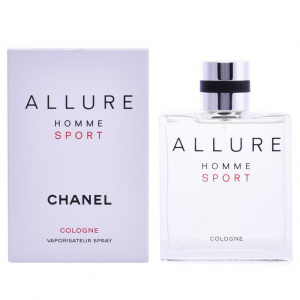 ALLURE
HOMME
SPORT
CHANEL
COLOGNE
VAPORISATEUR SPRAY
ALLURE
HOMME
SPORT
COLOGNE